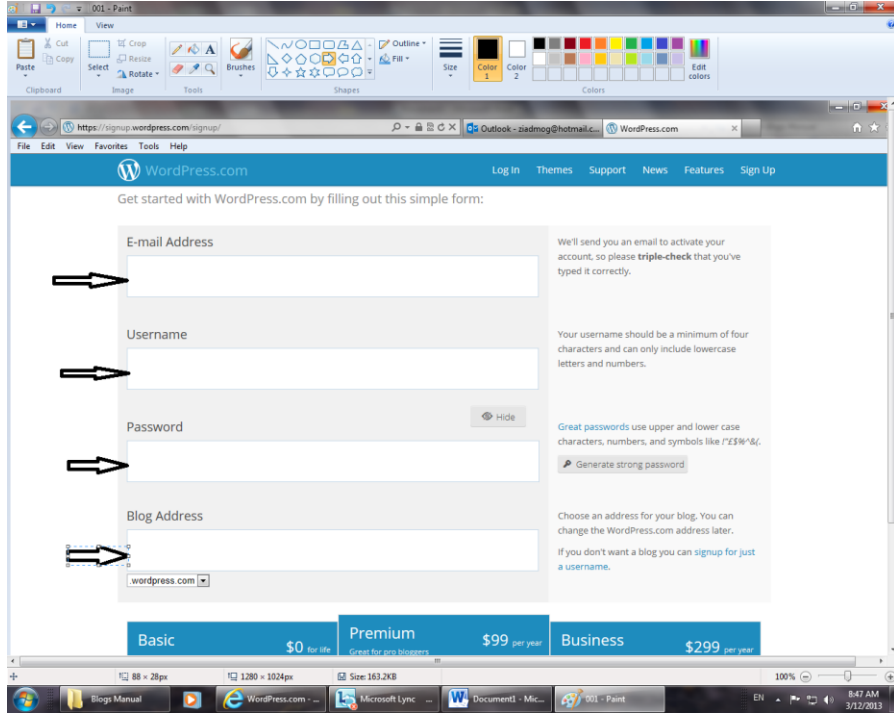 001 - Paint
Home View
Paste
Cut
Copy
Clipboard
Select
Crop
Resize
Rotate
Image
A
Tools
Brushes
Outline
Fill
Shapes
Size
Color 1
Color 2
Edit colors
Colors
https://signup.wordpress.com/signup/
Outlook - ziadmog@hotmail.c...
WordPress.com
File Edit View Favorites Tools Help
WordPress.com
Log In Themes Support News Features Sign Up
Get started with WordPress.com by filling out this simple form:
E-mail Address
We'll send you an email to activate your
account, so please triple-check that you've
typed it correctly.
Username
Your username should be a minimum of four
characters and can only include lowercase
letters and numbers.
Password
Hide
Great passwords use upper and lower case
characters, numbers, and symbols like !"£$%^&(.
Generate strong password
Blog Address
.wordpress.com
Choose an address for your blog. You can
change the WordPress.com address later.
If you don't want a blog you can signup for just
a username.
Basic
$0 for life
Premium
Great for pro bloggers
$99 per year
Business
$299 per year
88 × 28px
1280 × 1024px
Size: 163.2KB
100%
Blogs Manual
WordPress.com - ...
Microsoft Lync ...
Document1 - Mic...
001 - Paint
EN
8:47 AM
3/12/2013